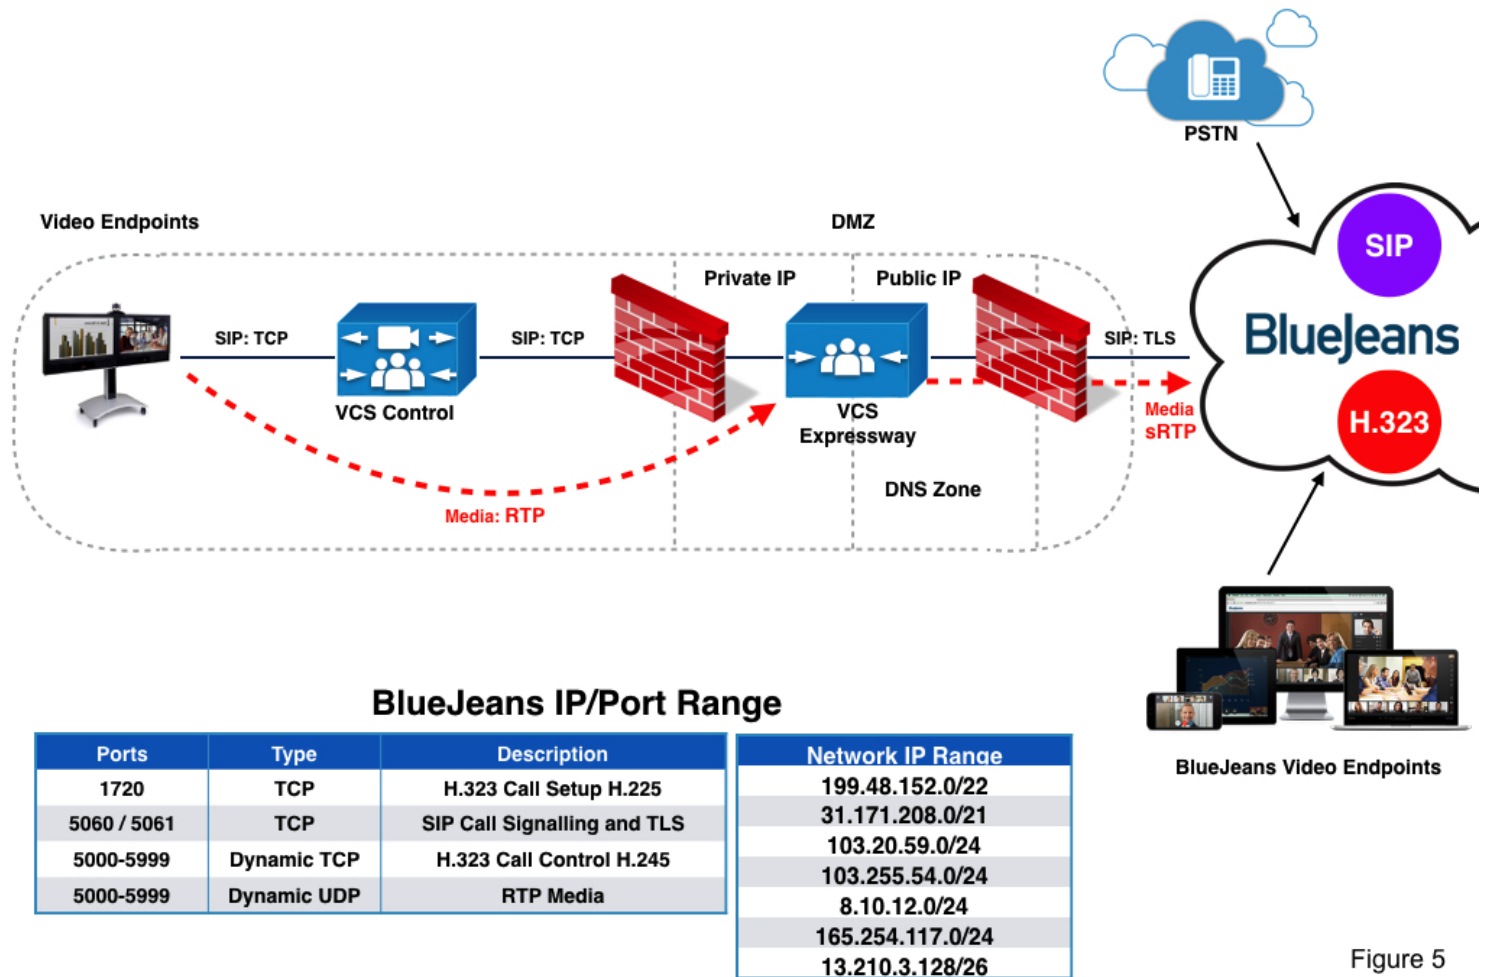 PSTN
Video Endpoints
DMZ
Private IP
Public IP
SIP
SIP: TCP
SIP: TCP
SIP: TLS
BlueJeans
VCS Control
VCS
Expressway
Media
sRTP
H.323
DNS Zone
Media: RTP
BlueJeans IP/Port Range
Ports Type Description
1720 TCP H.323 Call Setup H.225
5060 / 5061 TCP SIP Call Signalling and TLS
5000-5999 Dynamic TCP H.323 Call Control H.245
5000-5999 Dynamic UDP RTP Media
Network IP Range
199.48.152.0/22
31.171.208.0/21
103.20.59.0/24
103.255.54.0/24
8.10.12.0/24
165.254.117.0/24
13.210.3.128/26
BlueJeans Video Endpoints
Figure 5